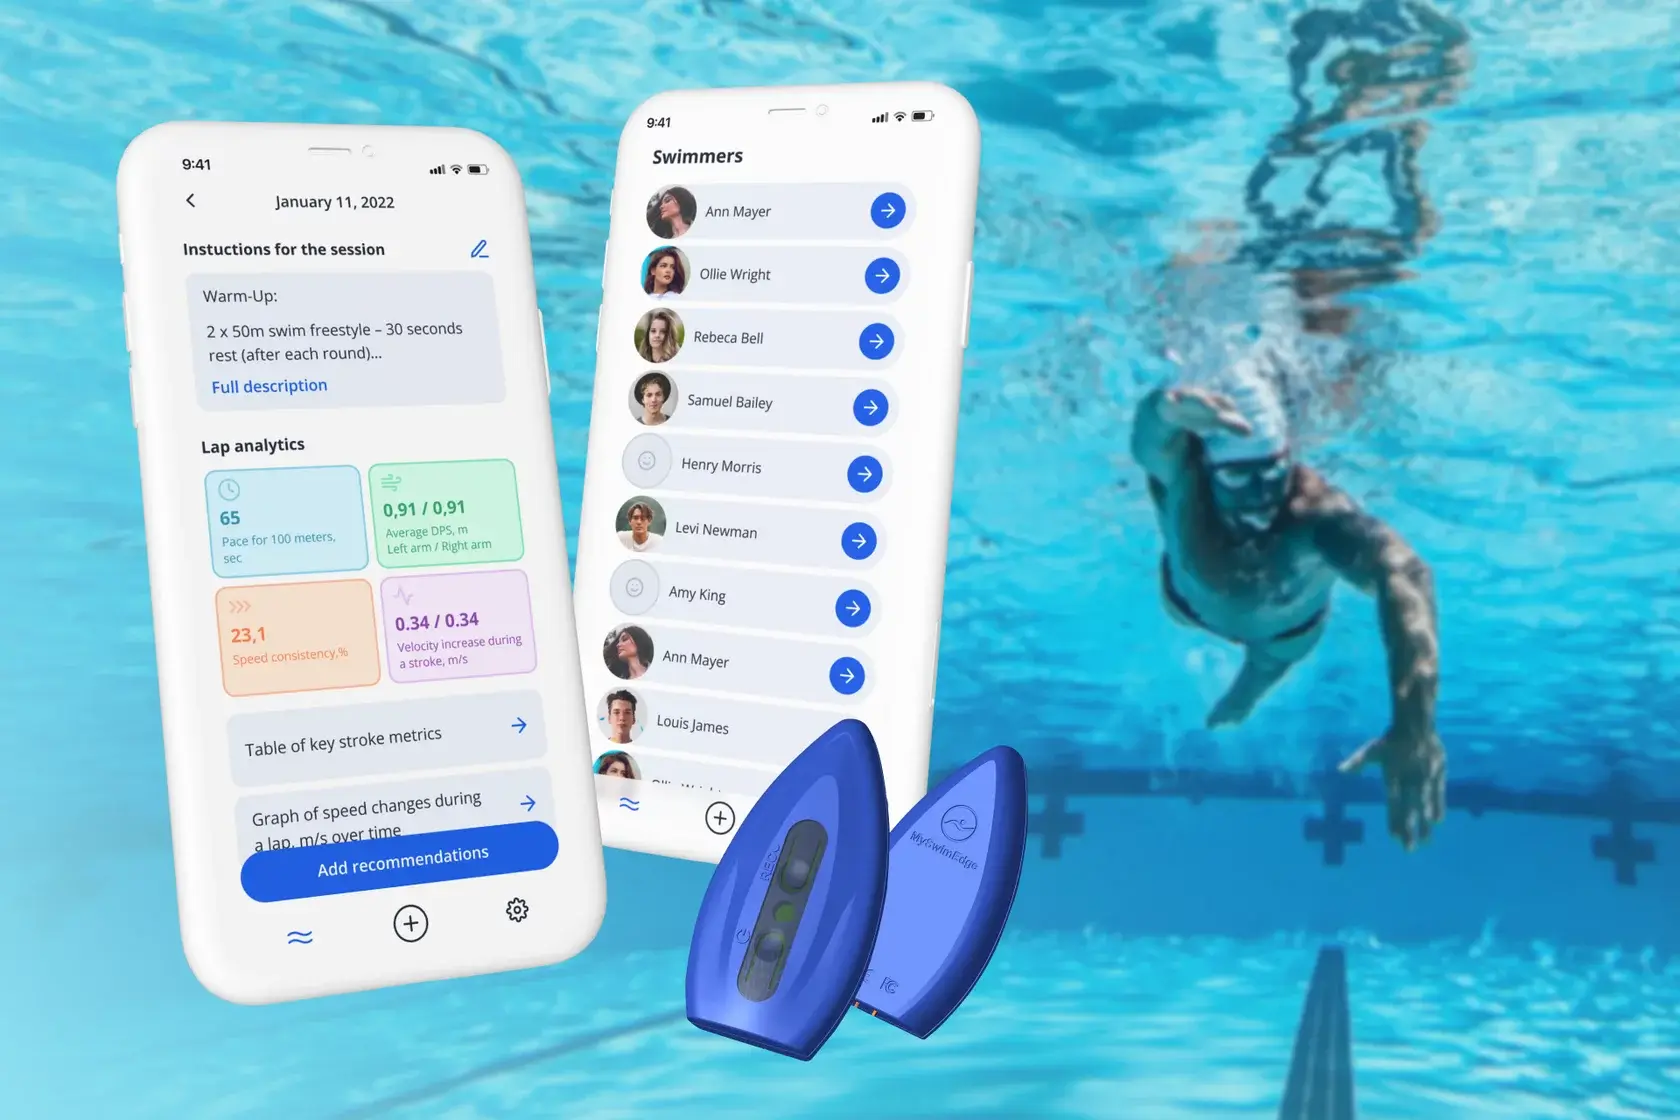 9:41
January 11, 2022
Instuctions for the session
Warm-Up:
2 x 50m swim freestyle – 30 seconds
rest (after each round)...
Full description
Lap analytics
65
Pace for 100 meters,
sec
0,91 / 0,91
Average DPS, m
Left arm / Right arm
23,1
Speed consistency,%
0.34 / 0.34
Velocity increase during
a stroke, m/s
Table of key stroke metrics
Graph of speed changes during
a lap, m/s over time
Add recommendations
9:41
Swimmers
Ann Mayer
Ollie Wright
Rebeca Bell
Samuel Bailey
Henry Morris
Levi Newman
Amy King
Ann Mayer
Louis James
Ollie Wright
REC
MySwimEdge
FC